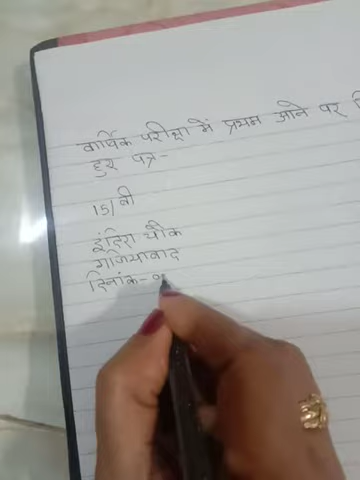 वार्षिक परीक्षा में प्रथम आने पर
हुए पत्र-
15/बी
इंदिरा चौक
गाजियाबाद
दिनांक-